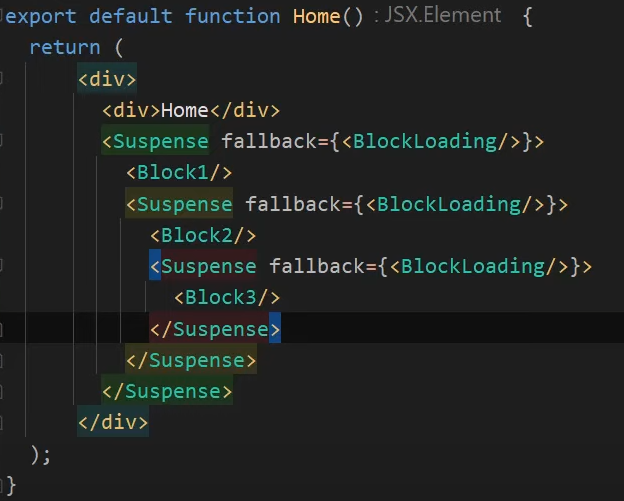 export default function Home() : JSX.Element {
return (
<div>
<div>Home</div>
<Suspense fallback={<BlockLoading/>}>
<Block1/>
<Suspense fallback={<BlockLoading/>}>
<Block2/>
<Suspense fallback={<BlockLoading/>}>
<Block3/>
</Suspense>
</Suspense>
</Suspense>
</div>
);
}